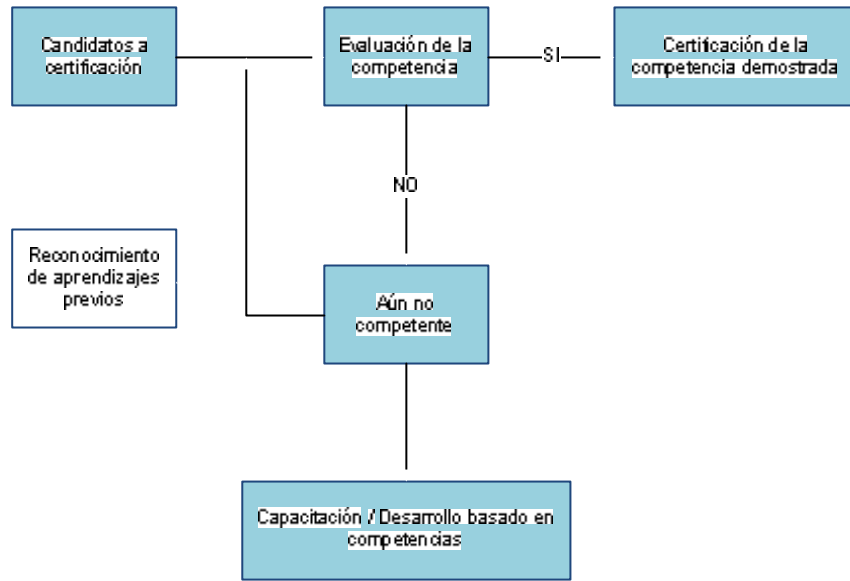 Candidatos a
certificación
Evaluación de la
competencia
SI
Certificación de la
competencia demostrada
NO
Reconocimiento
de aprendizajes
previos
Aún no
competente
Capacitación / Desarrollo basado en
competencias